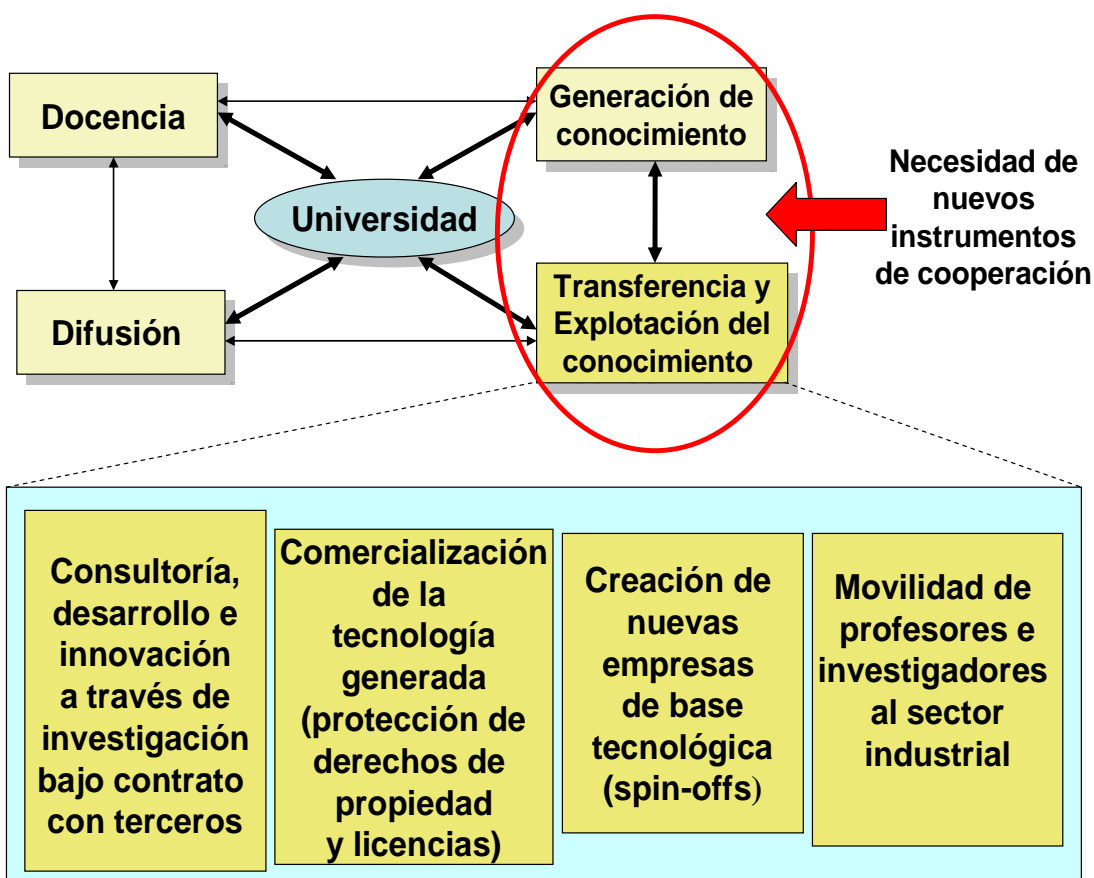 Docencia
Generación de
conocimiento
Necesidad de
nuevos
instrumentos
de cooperación
Universidad
Difusión
Transferencia y
Explotación del
conocimiento
Consultoría,
desarrollo e
innovación
a través de
investigación
bajo contrato
con terceros
Comercialización
de la
tecnología
generada
(protección de
derechos de
propiedad
y licencias)
Creación de
nuevas
empresas
de base
tecnológica
(spin-offs)
Movilidad de
profesores e
investigadores
al sector
industrial